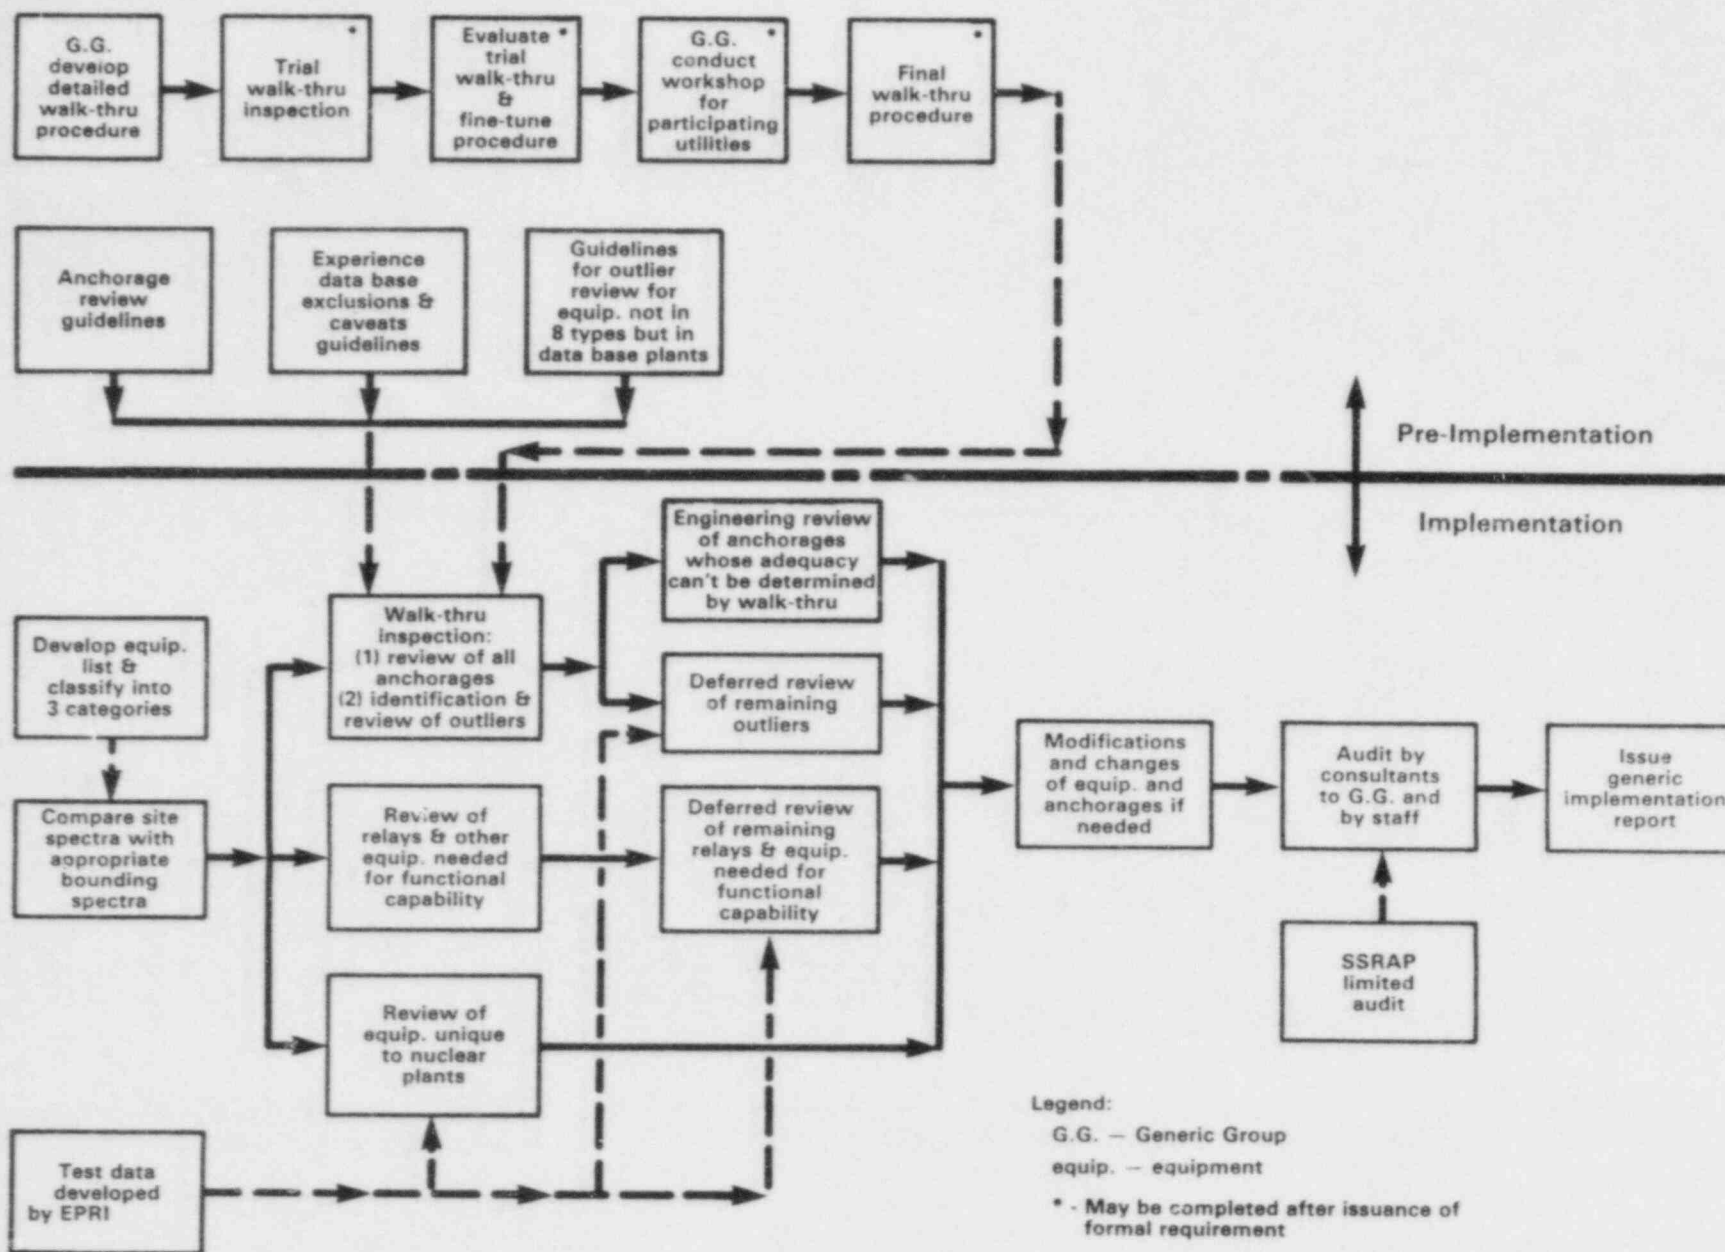 G.G.
develop
detailed
walk-thru
procedure
*
Trial
walk-thru
inspection
Evaluate *
trial
walk-thru
&
fine-tune
procedure
G.G. *
conduct
workshop
for
participating
utilities
*
Final
walk-thru
procedure
Anchorage
review
guidelines
Experience
data base
exclusions &
caveats
guidelines
Guidelines
for outlier
review for
equip. not in
8 types but in
data base plants
Pre-Implementation
Implementation
Develop equip.
list &
classify into
3 categories
Compare site
spectra with
appropriate
bounding
spectra
Walk-thru
inspection:
(1) review of all
anchorages
(2) identification &
review of outliers
Review of
relays & other
equip. needed
for functional
capability
Review of
equip. unique
to nuclear
plants
Engineering review
of anchorages
whose adequacy
can't be determined
by walk-thru
Deferred review
of remaining
outliers
Deferred review
of remaining
relays & equip.
needed for
functional
capability
Modifications
and changes
of equip. and
anchorages if
needed
Audit by
consultants
to G.G. and
by staff
Issue
generic
implementation
report
SSRAP
limited
audit
Test data
developed
by EPRI
Legend:
G.G. — Generic Group
equip. — equipment
* - May be completed after issuance of
formal requirement